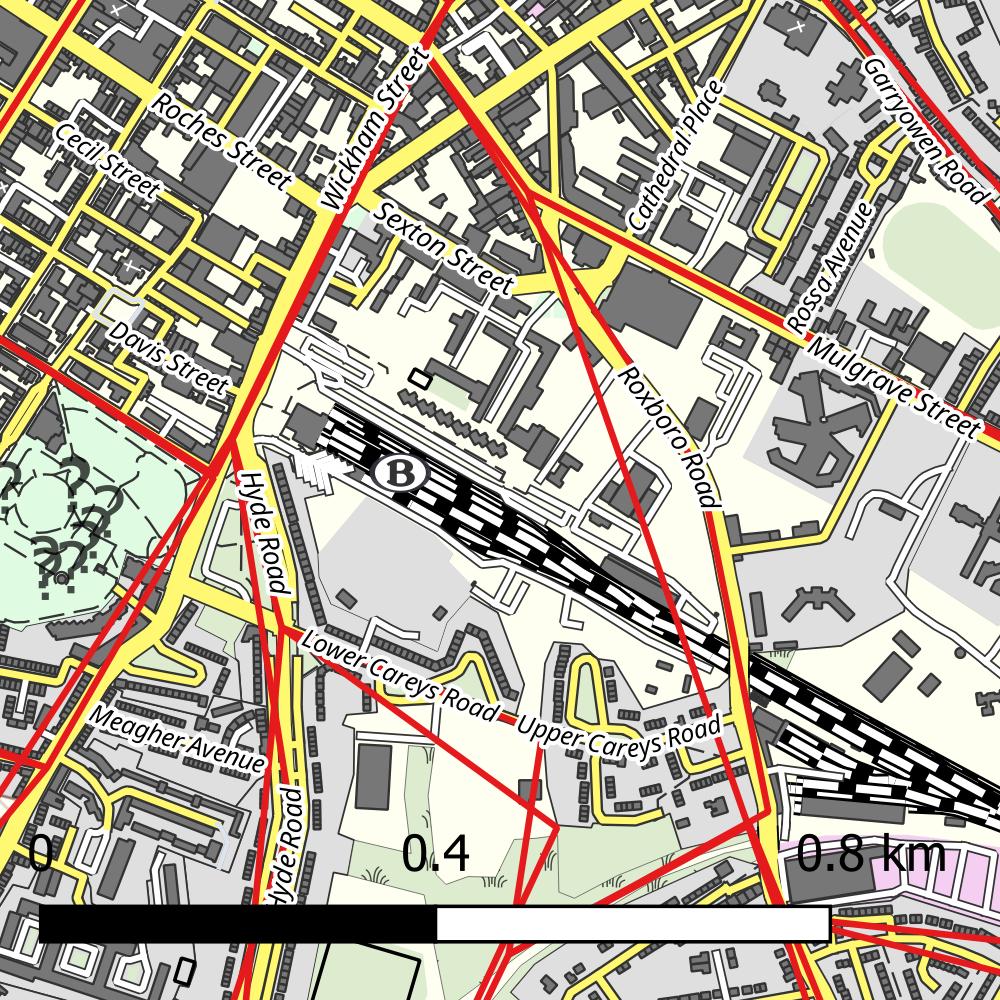 Garryowen Road
Wickham Street
Roches Street
Cathedral Place
Cecil Street
Sexton Street
Rossa Avenue
Davis Street
Mulgrave Street
Roxboro Road
B
Hyde Road
Lower Careys Road
Upper Careys Road
Meagher Avenue
Hyde Road
0 0.4 0.8 km